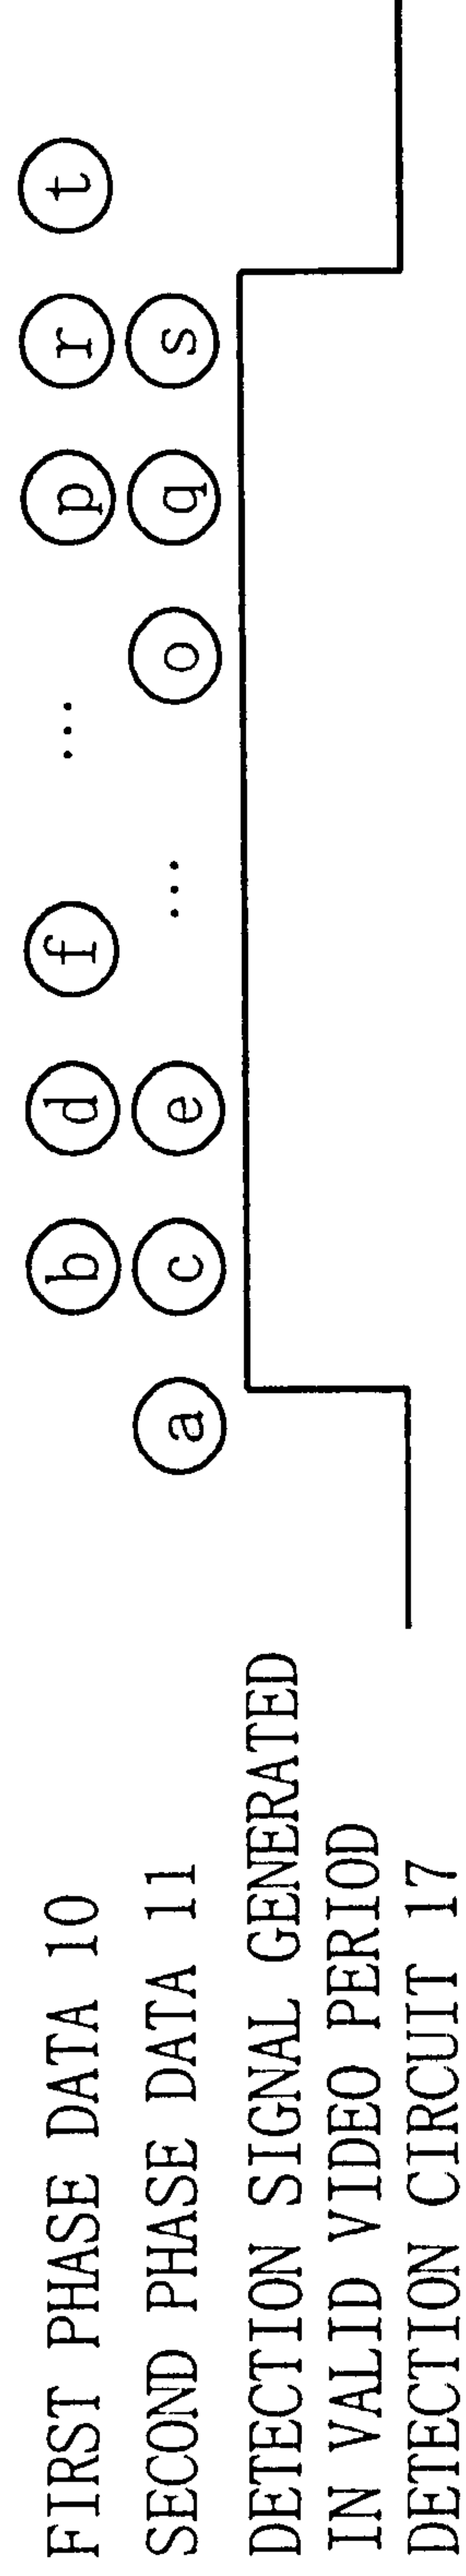 FIRST PHASE DATA 10 b d f ... p r t
SECOND PHASE DATA 11 a c e ... o q s
DETECTION SIGNAL GENERATED
IN VALID VIDEO PERIOD
DETECTION CIRCUIT 17